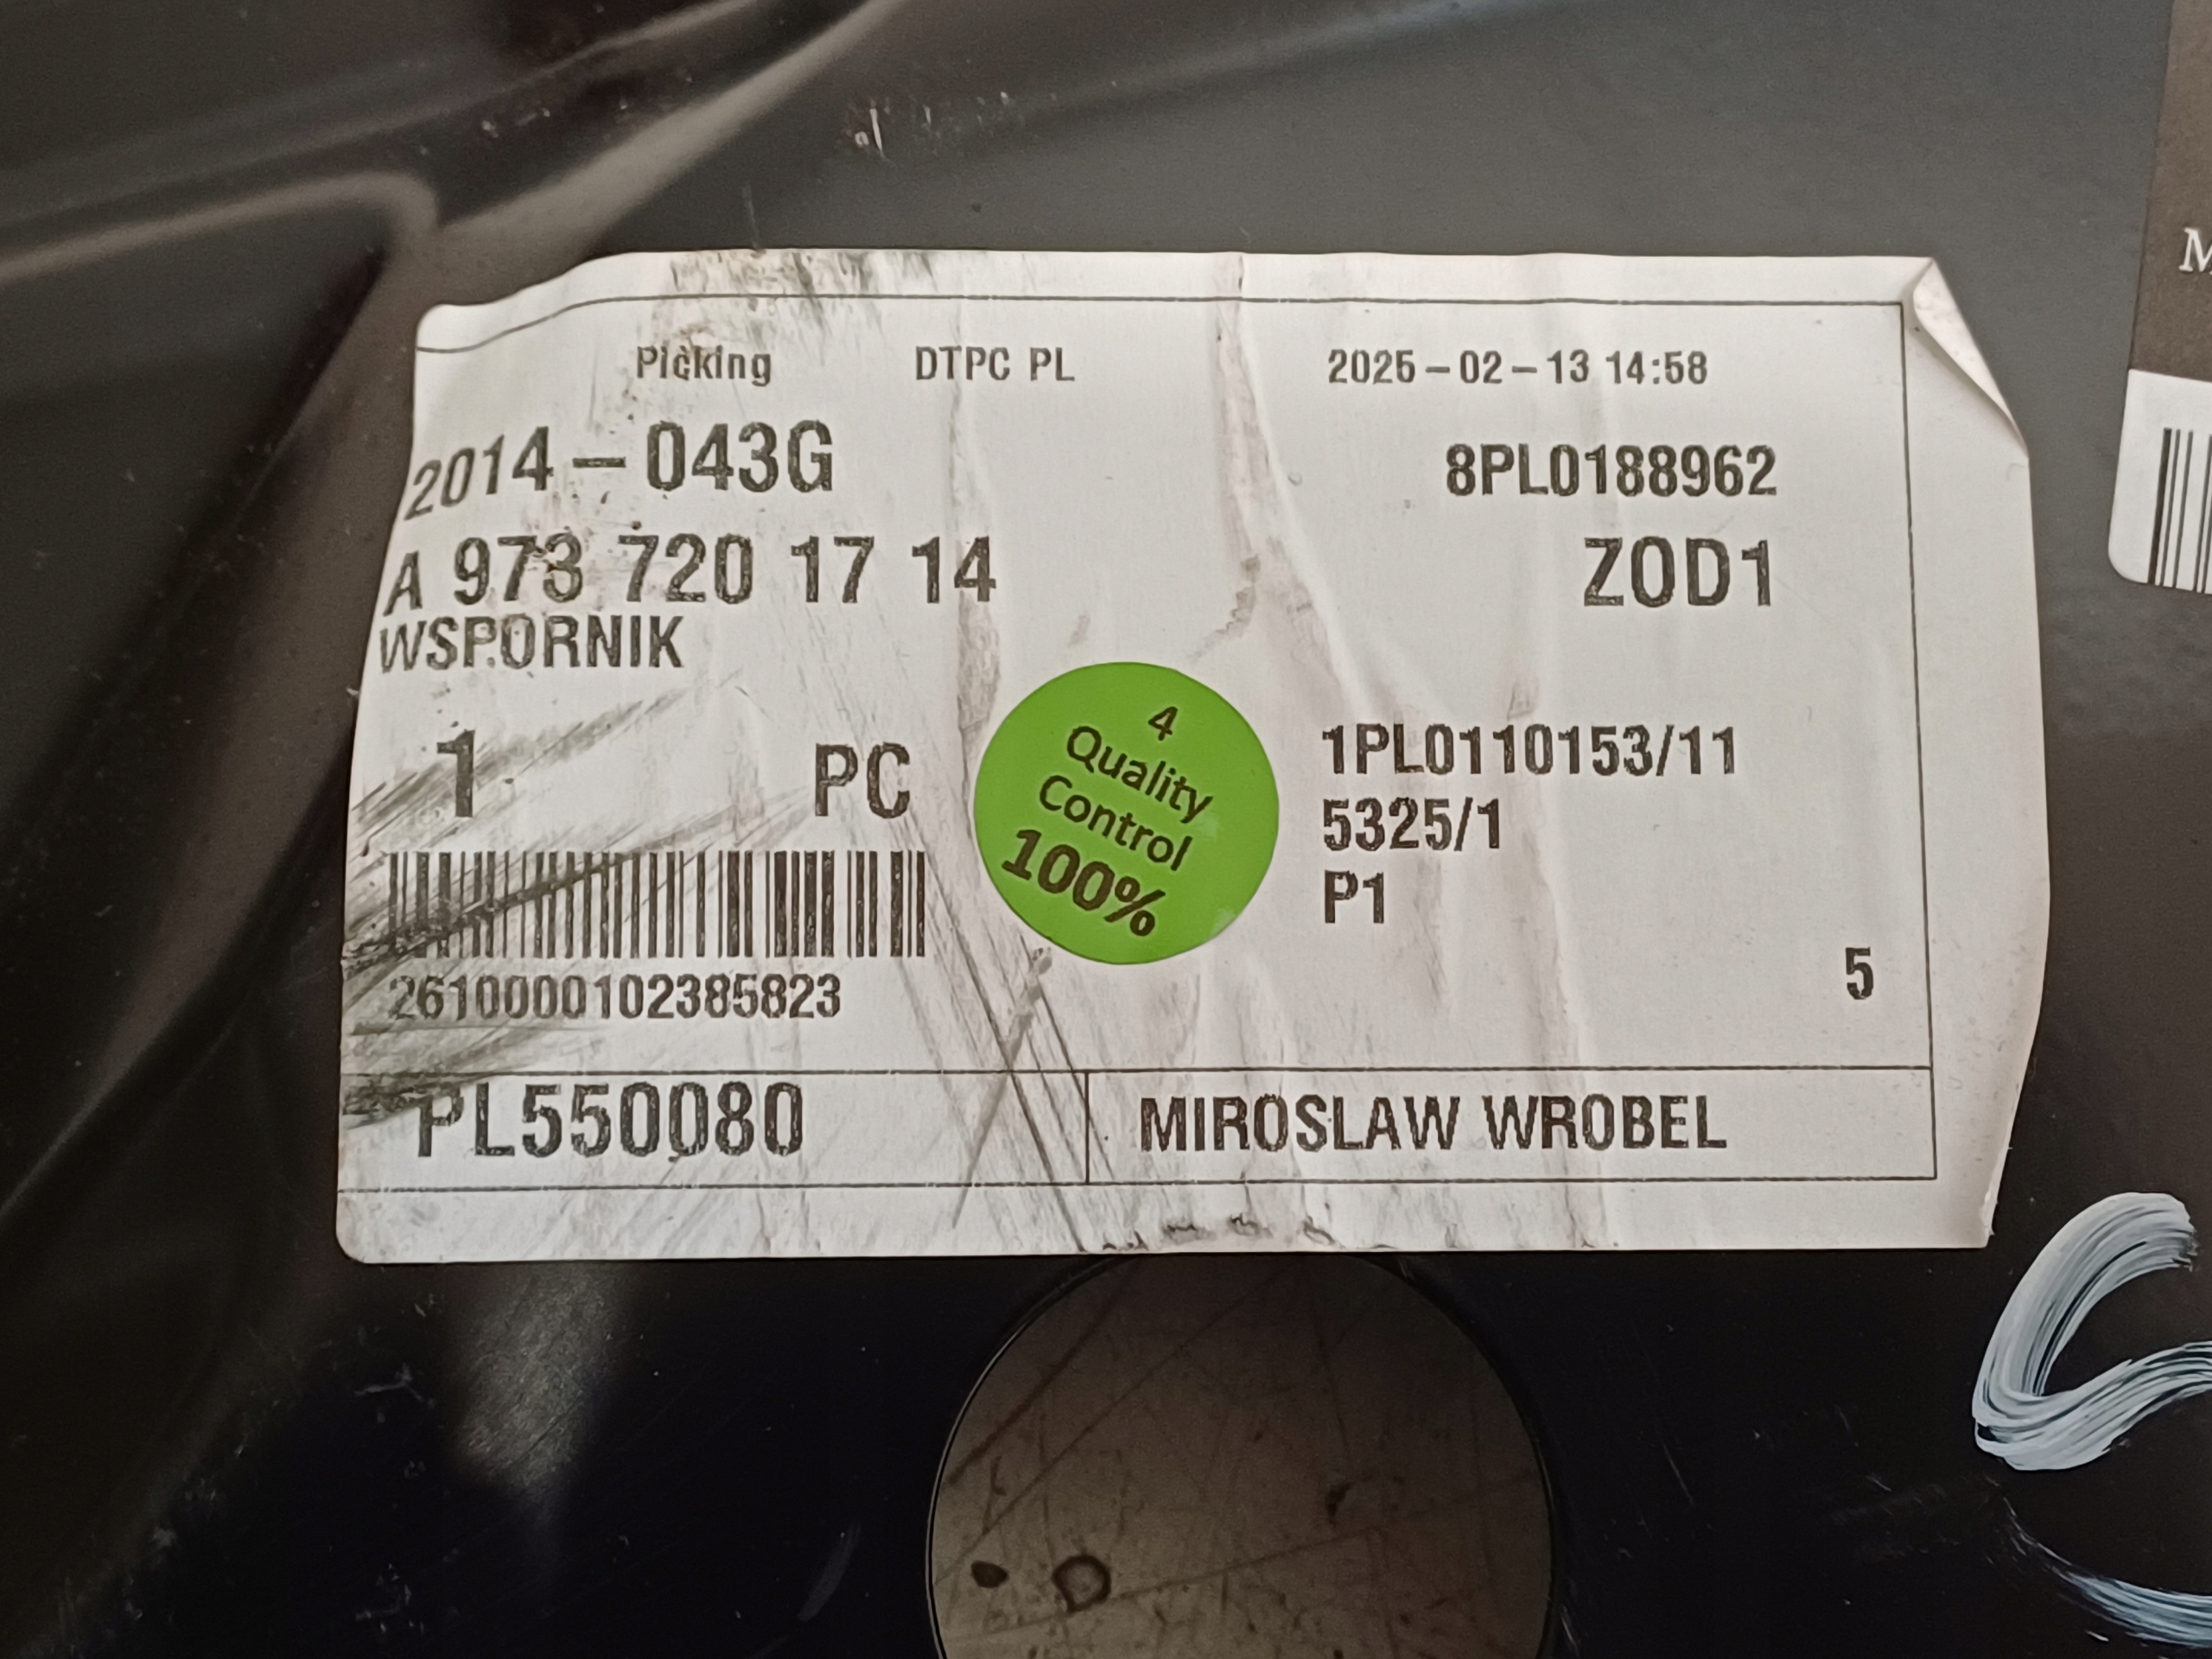 Picking DTPC PL 2025-02-13 14:58
2014-043G 8PL0188962
A 973 720 17 14 ZOD1
WSPORNIK
1 PC
4
Quality
Control
100%
1PL0110153/11
5325/1
P1
5
2610000102385823
PL550080 MIROSLAW WROBEL
M